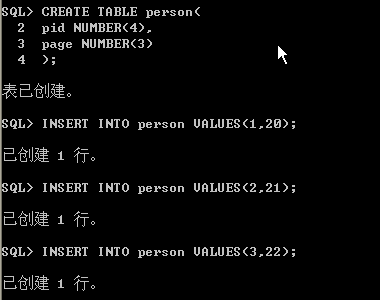 SQL> CREATE TABLE person(
2 pid NUMBER(4),
3 page NUMBER(3)
4 );
表已创建。
SQL> INSERT INTO person VALUES(1,20);
已创建 1 行。
SQL> INSERT INTO person VALUES(2,21);
已创建 1 行。
SQL> INSERT INTO person VALUES(3,22);
已创建 1 行。